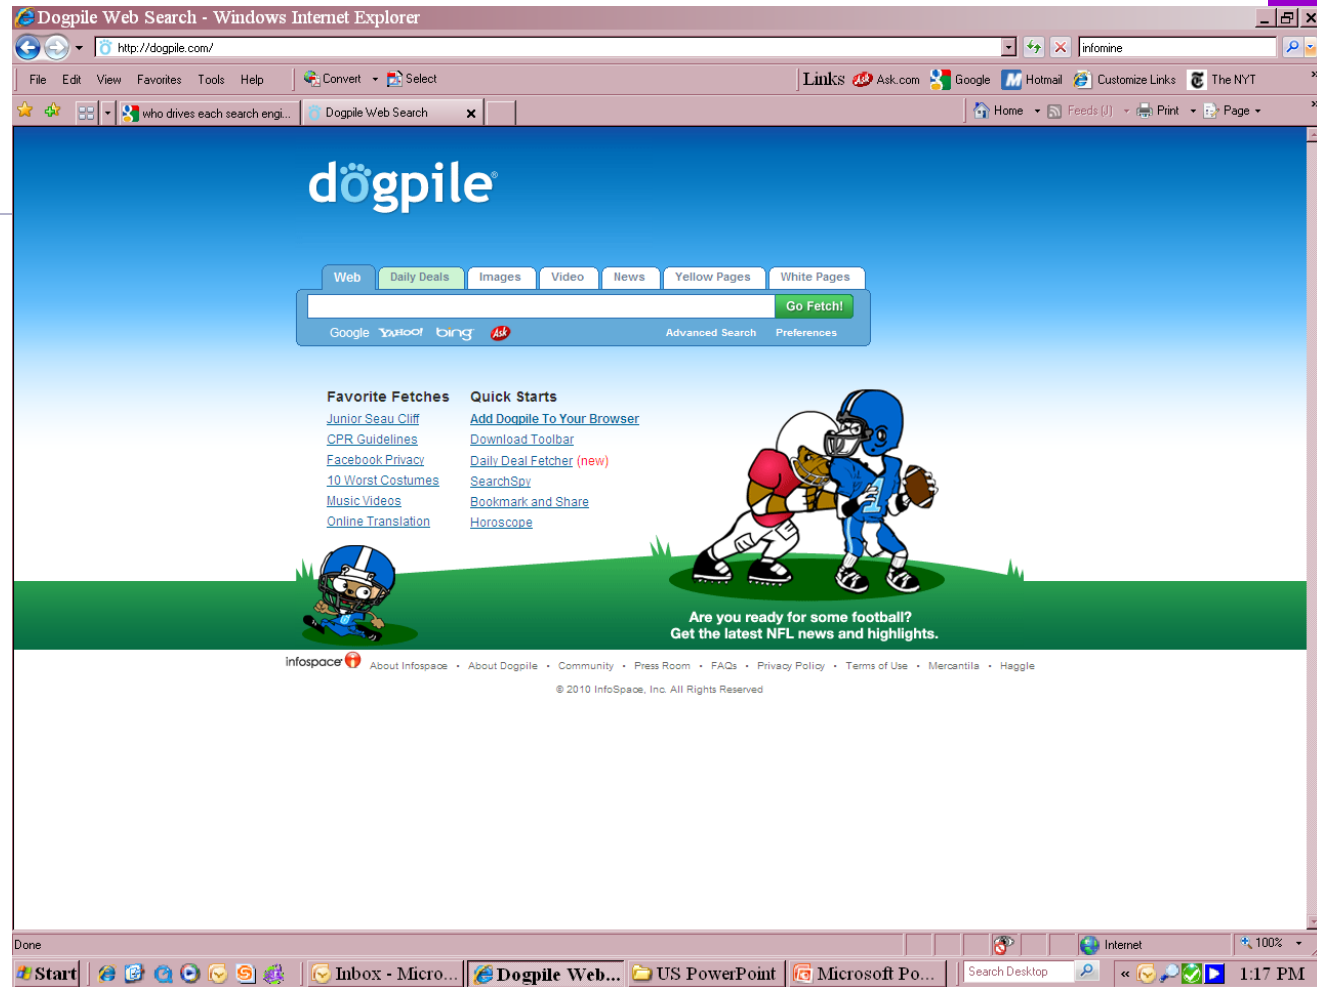 Dogpile Web Search - Windows Internet Explorer
http://dogpile.com/
infomine
File Edit View Favorites Tools Help Convert Select Links Ask.com Google Hotmail Customize Links The NYT
who drives each search engi... Dogpile Web Search Home Feeds (J) Print Page
dogpile
Web Daily Deals Images Video News Yellow Pages White Pages
Go Fetch!
Google YAHOO! bing Ask Advanced Search Preferences
Favorite Fetches
Junior Seau Cliff
CPR Guidelines
Facebook Privacy
10 Worst Costumes
Music Videos
Online Translation
Quick Starts
Add Dogpile To Your Browser
Download Toolbar
Daily Deal Fetcher (new)
SearchSpy
Bookmark and Share
Horoscope
Are you ready for some football?
Get the latest NFL news and highlights.
infospace About Infospace • About Dogpile • Community • Press Room • FAQs • Privacy Policy • Terms of Use • Mercantila • Haggle
© 2010 InfoSpace, Inc. All Rights Reserved
Done Internet 100%
Start Inbox - Micro... Dogpile Web... US PowerPoint Microsoft Po... Search Desktop « 1:17 PM